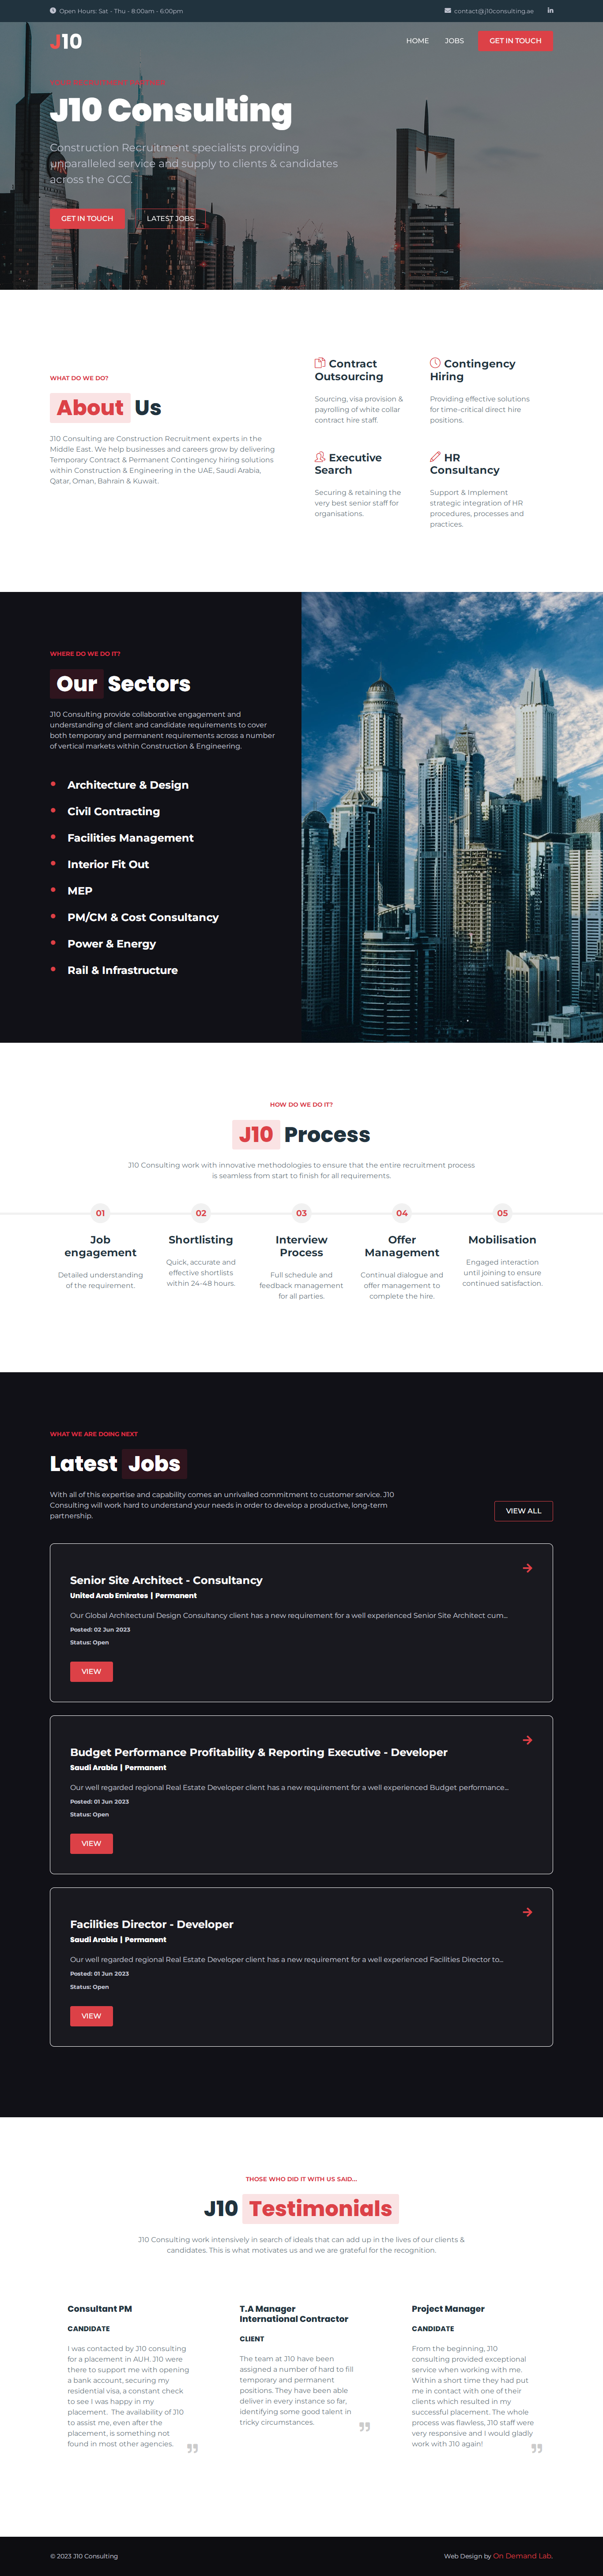 Open Hours: Sat - Thu - 8:00am - 6:00pm
contact@j10consulting.ae
in
J10
HOME
JOBS
GET IN TOUCH
J10 Consulting
Construction Recruitment specialists providing
unparalleled service and supply to clients & candidates
across the GCC.
GET IN TOUCH
LATEST JOBS
WHAT DO WE DO?
About Us
J10 Consulting are Construction Recruitment experts in the
Middle East. We help businesses and careers grow by delivering
Temporary Contract & Permanent Contingency hiring solutions
within Construction & Engineering in the UAE, Saudi Arabia,
Qatar, Oman, Bahrain & Kuwait.
Contract
Outsourcing
Sourcing, visa provision &
payrolling of white collar
contract hire staff.
Contingency
Hiring
Providing effective solutions
for time-critical direct hire
positions.
Executive
Search
Securing & retaining the
very best senior staff for
organisations.
HR
Consultancy
Support & Implement
strategic integration of HR
procedures, processes and
practices.
WHERE DO WE DO IT?
Our Sectors
J10 Consulting provide collaborative engagement and
understanding of client and candidate requirements to cover
both temporary and permanent requirements across a number
of vertical markets within Construction & Engineering.
Architecture & Design
Civil Contracting
Facilities Management
Interior Fit Out
MEP
PM/CM & Cost Consultancy
Power & Energy
Rail & Infrastructure
HOW DO WE DO IT?
J10 Process
J10 Consulting work with innovative methodologies to ensure that the entire recruitment process
is seamless from start to finish for all requirements.
01
Job
engagement
Detailed understanding
of the requirement.
02
Shortlisting
Quick, accurate and
effective shortlists
within 24-48 hours.
03
Interview
Process
Full schedule and
feedback management
for all parties.
04
Offer
Management
Continual dialogue and
offer management to
complete the hire.
05
Mobilisation
Engaged interaction
until joining to ensure
continued satisfaction.
WHAT WE ARE DOING NEXT
Latest Jobs
With all of this expertise and capability comes an unrivalled commitment to customer service. J10
Consulting will work hard to understand your needs in order to develop a productive, long-term
partnership.
VIEW ALL
Senior Site Architect - Consultancy
United Arab Emirates | Permanent
Our Global Architectural Design Consultancy client has a new requirement for a well experienced Senior Site Architect cum...
Posted: 02 Jun 2023
Status: Open
VIEW
Budget Performance Profitability & Reporting Executive - Developer
Saudi Arabia | Permanent
Our well regarded regional Real Estate Developer client has a new requirement for a well experienced Budget performance...
Posted: 01 Jun 2023
Status: Open
VIEW
Facilities Director - Developer
Saudi Arabia | Permanent
Our well regarded regional Real Estate Developer client has a new requirement for a well experienced Facilities Director to...
Posted: 01 Jun 2023
Status: Open
VIEW
THOSE WHO DID IT WITH US SAID...
J10 Testimonials
J10 Consulting work intensively in search of ideals that can add up in the lives of our clients &
candidates. This is what motivates us and we are grateful for the recognition.
Consultant PM
CANDIDATE
I was contacted by J10 consulting
for a placement in AUH. J10 were
there to support me with opening
a bank account, securing my
residential visa, a constant check
to see I was happy in my
placement. The availability of J10
to assist me, even after the
placement, is something not
found in most other agencies.
T.A Manager
International Contractor
CLIENT
The team at J10 have been
assigned a number of hard to fill
temporary and permanent
positions. They have been able
deliver in every instance so far,
identifying some good talent in
tricky circumstances.
Project Manager
CANDIDATE
From the beginning, J10
consulting provided exceptional
service when working with me.
Within a short time they had put
me in contact with one of their
clients which resulted in my
successful placement. The whole
process was flawless, J10 staff were
very responsive and I would gladly
work with J10 again!
© 2023 J10 Consulting
Web Design by On Demand Lab.